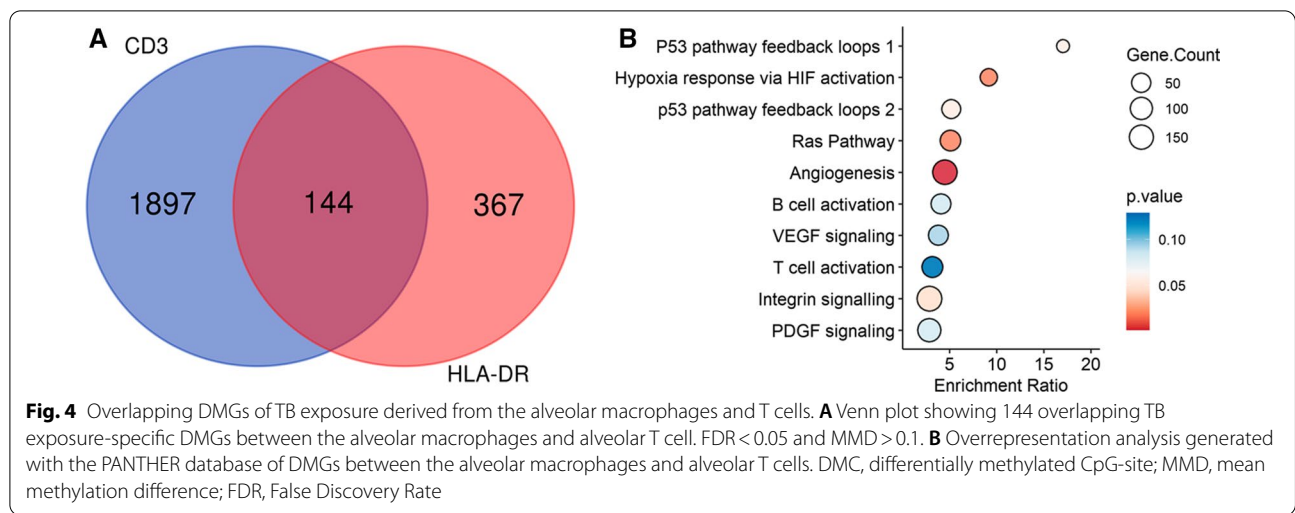 A
CD3
1897
144
367
HLA-DR
B
P53 pathway feedback loops 1
Hypoxia response via HIF activation
p53 pathway feedback loops 2
Ras Pathway
Angiogenesis
B cell activation
VEGF signaling
T cell activation
Integrin signalling
PDGF signaling
5 10 15 20
Enrichment Ratio
Gene.Count
50
100
150
p.value
0.10
0.05
Fig. 4 Overlapping DMGs of TB exposure derived from the alveolar macrophages and T cells. A Venn plot showing 144 overlapping TB
exposure-specific DMGs between the alveolar macrophages and alveolar T cell. FDR < 0.05 and MMD > 0.1. B Overrepresentation analysis generated
with the PANTHER database of DMGs between the alveolar macrophages and alveolar T cells. DMC, differentially methylated CpG-site; MMD, mean
methylation difference; FDR, False Discovery Rate